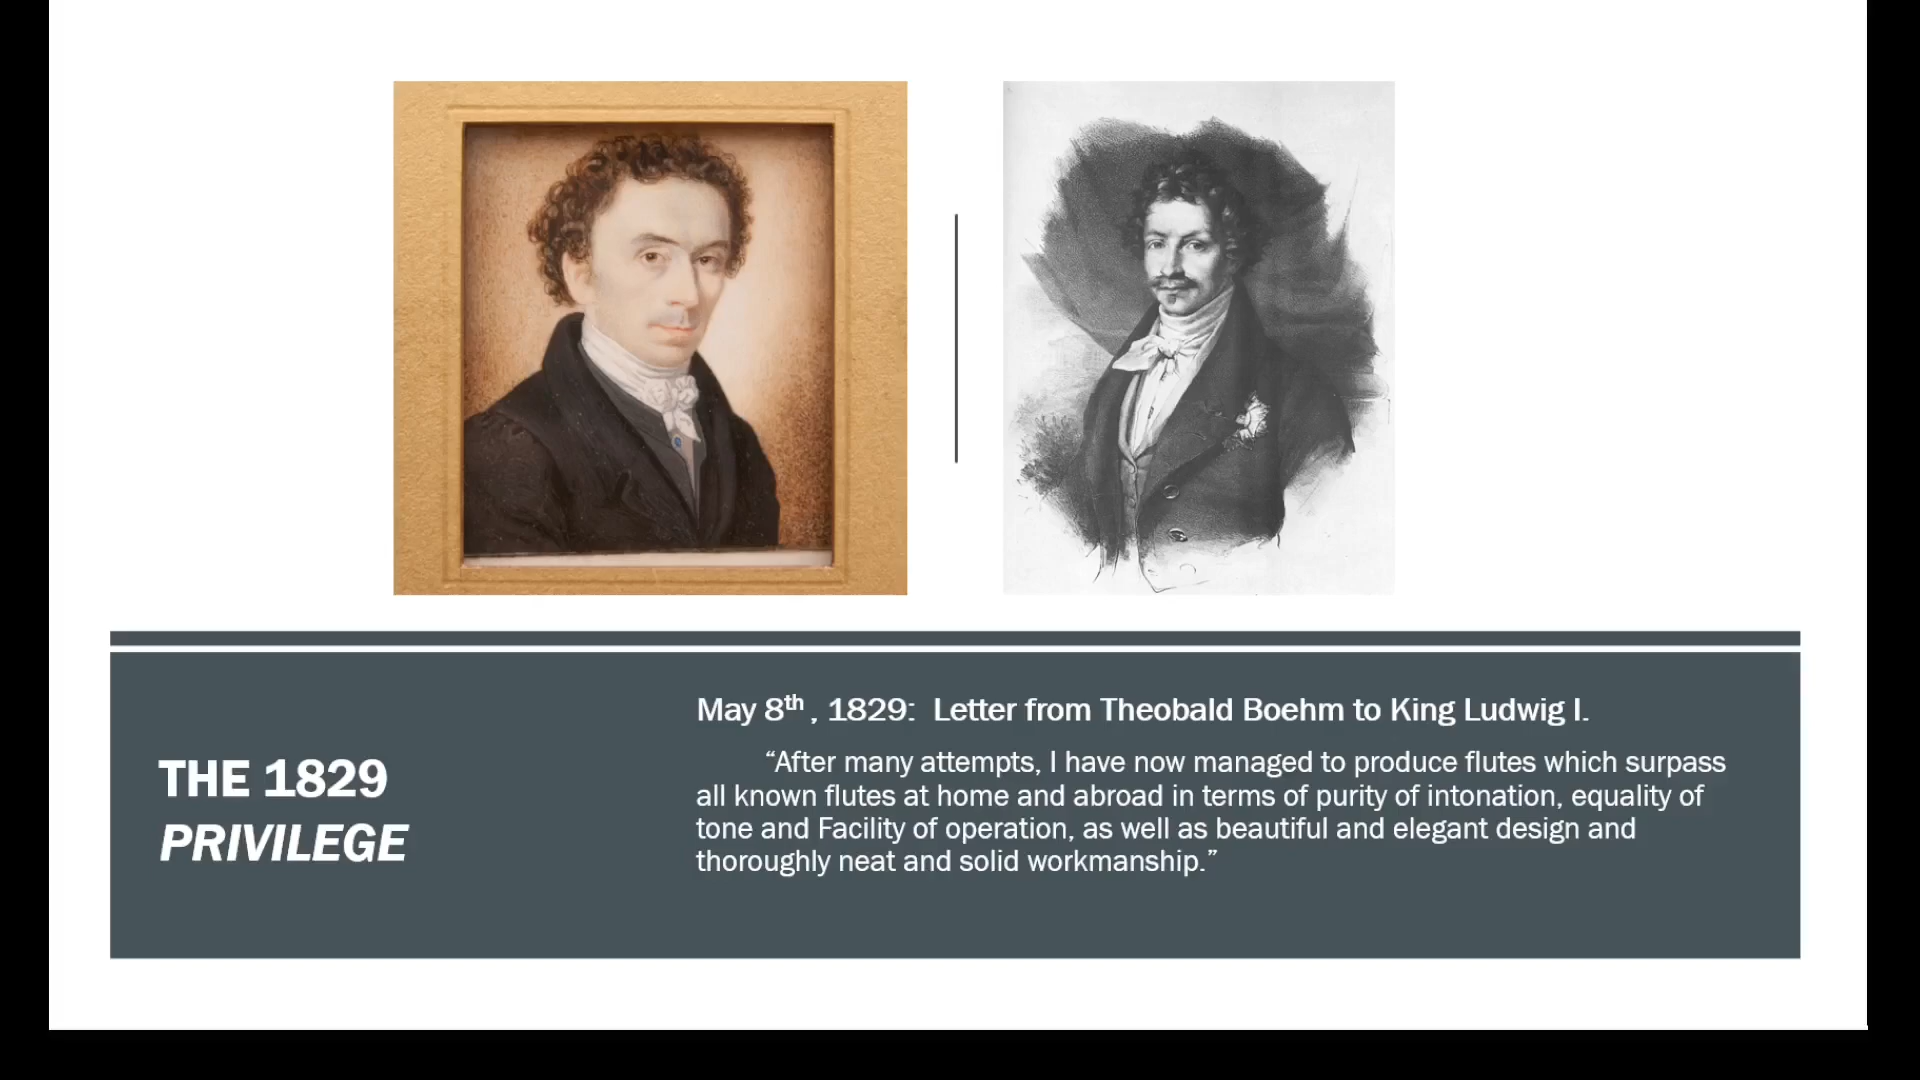 THE 1829
PRIVILEGE
May 8th , 1829: Letter from Theobald Boehm to King Ludwig I.
“After many attempts, I have now managed to produce flutes which surpass
all known flutes at home and abroad in terms of purity of intonation, equality of
tone and Facility of operation, as well as beautiful and elegant design and
thoroughly neat and solid workmanship.”